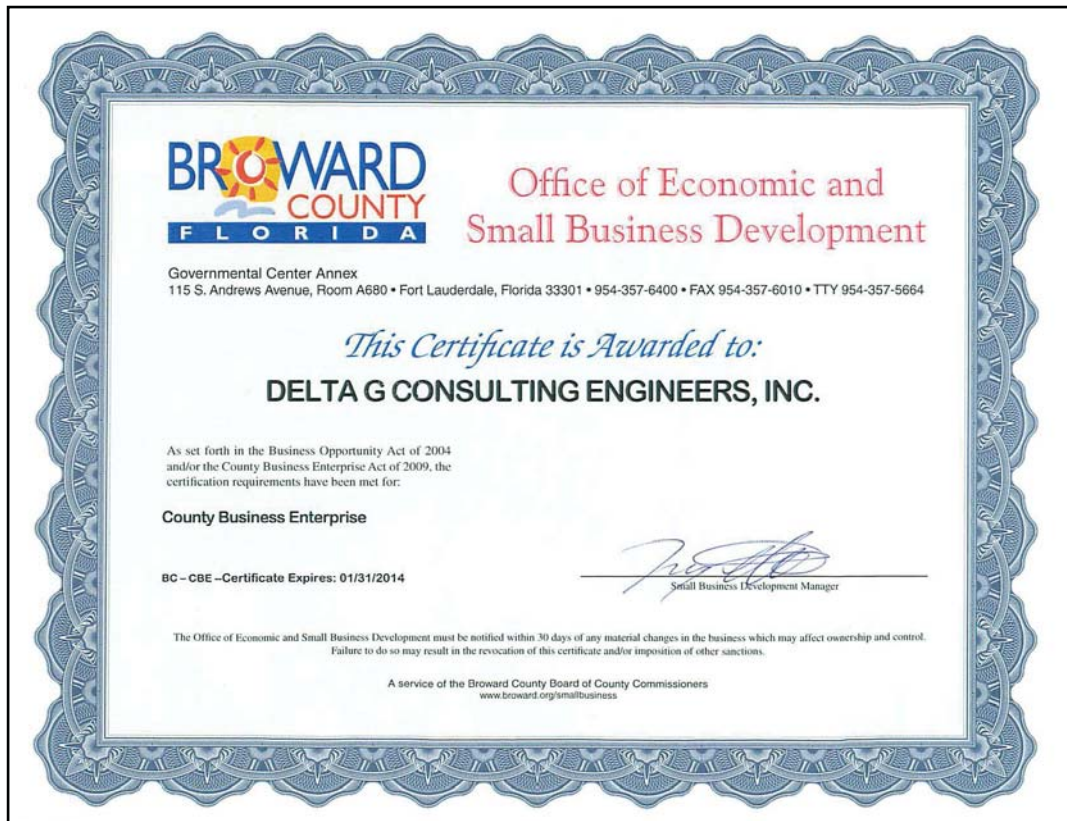 BROWARD
COUNTY
FLORIDA
Office of Economic and
Small Business Development
Governmental Center Annex
115 S. Andrews Avenue, Room A680 • Fort Lauderdale, Florida 33301 • 954-357-6400 • FAX 954-357-6010 • TTY 954-357-5664
This Certificate is Awarded to:
DELTA G CONSULTING ENGINEERS, INC.
As set forth in the Business Opportunity Act of 2004
and/or the County Business Enterprise Act of 2009, the
certification requirements have been met for:
County Business Enterprise
BC – CBE –Certificate Expires: 01/31/2014
Small Business Development Manager
The Office of Economic and Small Business Development must be notified within 30 days of any material changes in the business which may affect ownership and control.
Failure to do so may result in the revocation of this certificate and/or imposition of other sanctions.
A service of the Broward County Board of County Commissioners
www.broward.org/smallbusiness